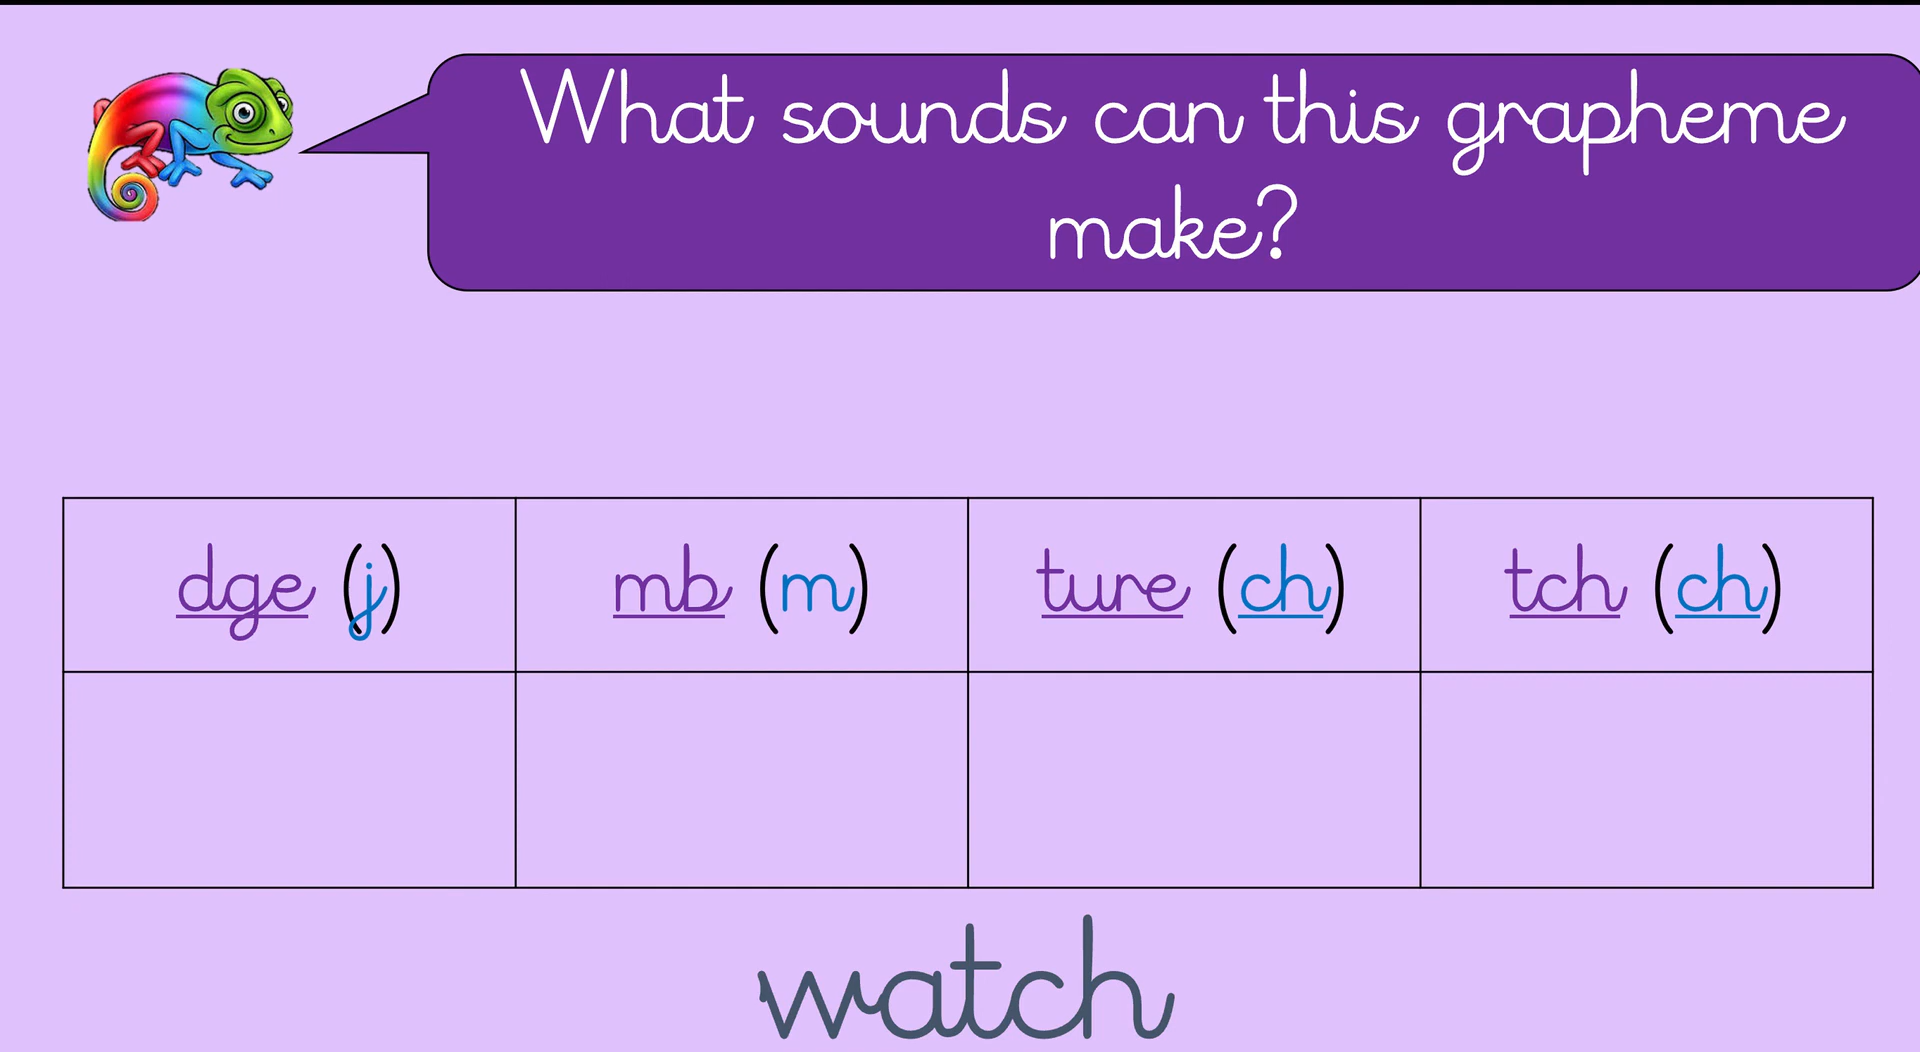 What sounds can this grapheme
make?
dge (j)
mb (m)
ture (ch)
tch (ch)
watch